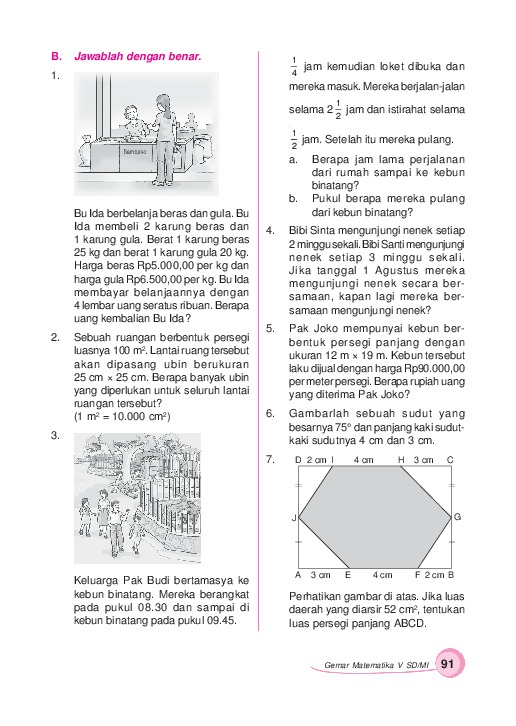 B. Jawablah dengan benar.
1.
Sembako
Bu Ida berbelanja beras dan gula. Bu
Ida membeli 2 karung beras dan
1 karung gula. Berat 1 karung beras
25 kg dan berat 1 karung gula 20 kg.
Harga beras Rp5.000,00 per kg dan
harga gula Rp6.500,00 per kg. Bu Ida
membayar belanjaannya dengan
4 lembar uang seratus ribuan. Berapa
uang kembalian Bu Ida?
2. Sebuah ruangan berbentuk persegi
luasnya 100 m². Lantai ruang tersebut
akan dipasang ubin berukuran
25 cm × 25 cm. Berapa banyak ubin
yang diperlukan untuk seluruh lantai
ruangan tersebut?
(1 m² = 10.000 cm²)
3.
Keluarga Pak Budi bertamasya ke
kebun binatang. Mereka berangkat
pada pukul 08.30 dan sampai di
kebun binatang pada pukul 09.45.
1/4 jam kemudian loket dibuka dan
mereka masuk. Mereka berjalan-jalan
selama 2 1/2 jam dan istirahat selama
1/2 jam. Setelah itu mereka pulang.
a. Berapa jam lama perjalanan
dari rumah sampai ke kebun
binatang?
b. Pukul berapa mereka pulang
dari kebun binatang?
4. Bibi Sinta mengunjungi nenek setiap
2 minggu sekali. Bibi Santi mengunjungi
nenek setiap 3 minggu sekali.
Jika tanggal 1 Agustus mereka
mengunjungi nenek secara ber-
samaan, kapan lagi mereka ber-
samaan mengunjungi nenek?
5. Pak Joko mempunyai kebun ber-
bentuk persegi panjang dengan
ukuran 12 m × 19 m. Kebun tersebut
laku dijual dengan harga Rp90.000,00
per meter persegi. Berapa rupiah uang
yang diterima Pak Joko?
6. Gambarlah sebuah sudut yang
besarnya 75° dan panjang kaki sudut-
kaki sudutnya 4 cm dan 3 cm.
7. D 2 cm I 4 cm H 3 cm C
J G
A 3 cm E 4 cm F 2 cm B
Perhatikan gambar di atas. Jika luas
daerah yang diarsir 52 cm², tentukan
luas persegi panjang ABCD.
Gemar Matematika V SD/MI 91